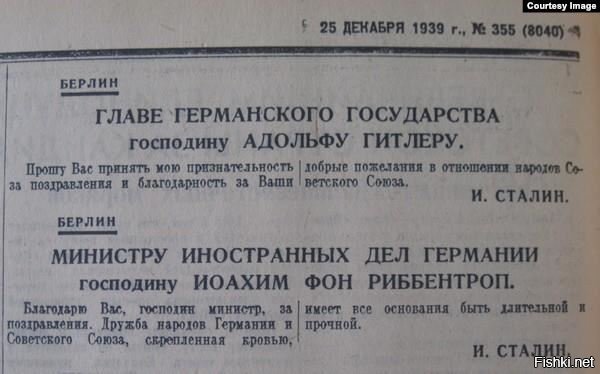 Courtesy Image
25 ДЕКАБРЯ 1939 г., № 355 (8040)
БЕРЛИН
ГЛАВЕ ГЕРМАНСКОГО ГОСУДАРСТВА
господину АДОЛЬФУ ГИТЛЕРУ.
Прошу Вас принять мою признательность
за поздравления и благодарность за Ваши
добрые пожелания в отношении народов Со-
ветского Союза.
И. СТАЛИН.
БЕРЛИН
МИНИСТРУ ИНОСТРАННЫХ ДЕЛ ГЕРМАНИИ
господину ИОАХИМ ФОН РИББЕНТРОП.
Благодарю Вас, господин министр, за
поздравления. Дружба народов Германии и
Советского Союза, скрепленная кровью,
имеет все основания быть длительной и
прочной.
И. СТАЛИН.
Fishki.net